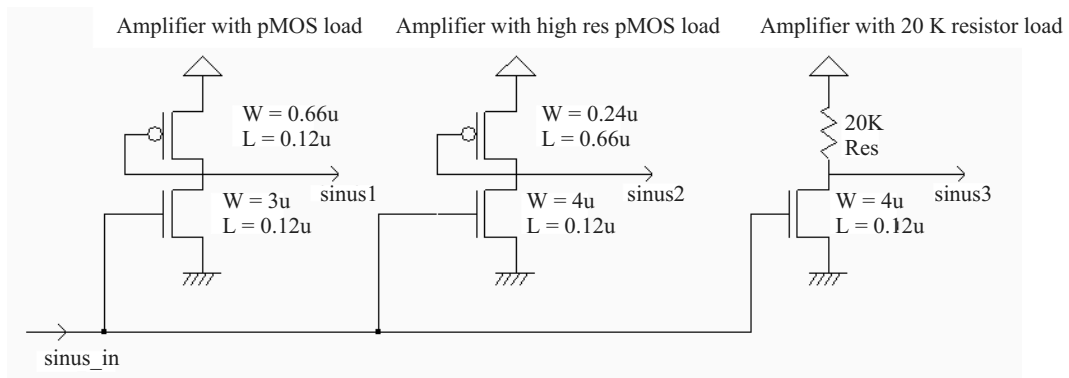 Amplifier with pMOS load
Amplifier with high res pMOS load
Amplifier with 20 K resistor load
W = 0.66u
L = 0.12u
W = 0.24u
L = 0.66u
20K
Res
sinus1
sinus2
sinus3
W = 3u
L = 0.12u
W = 4u
L = 0.12u
W = 4u
L = 0.12u
sinus_in